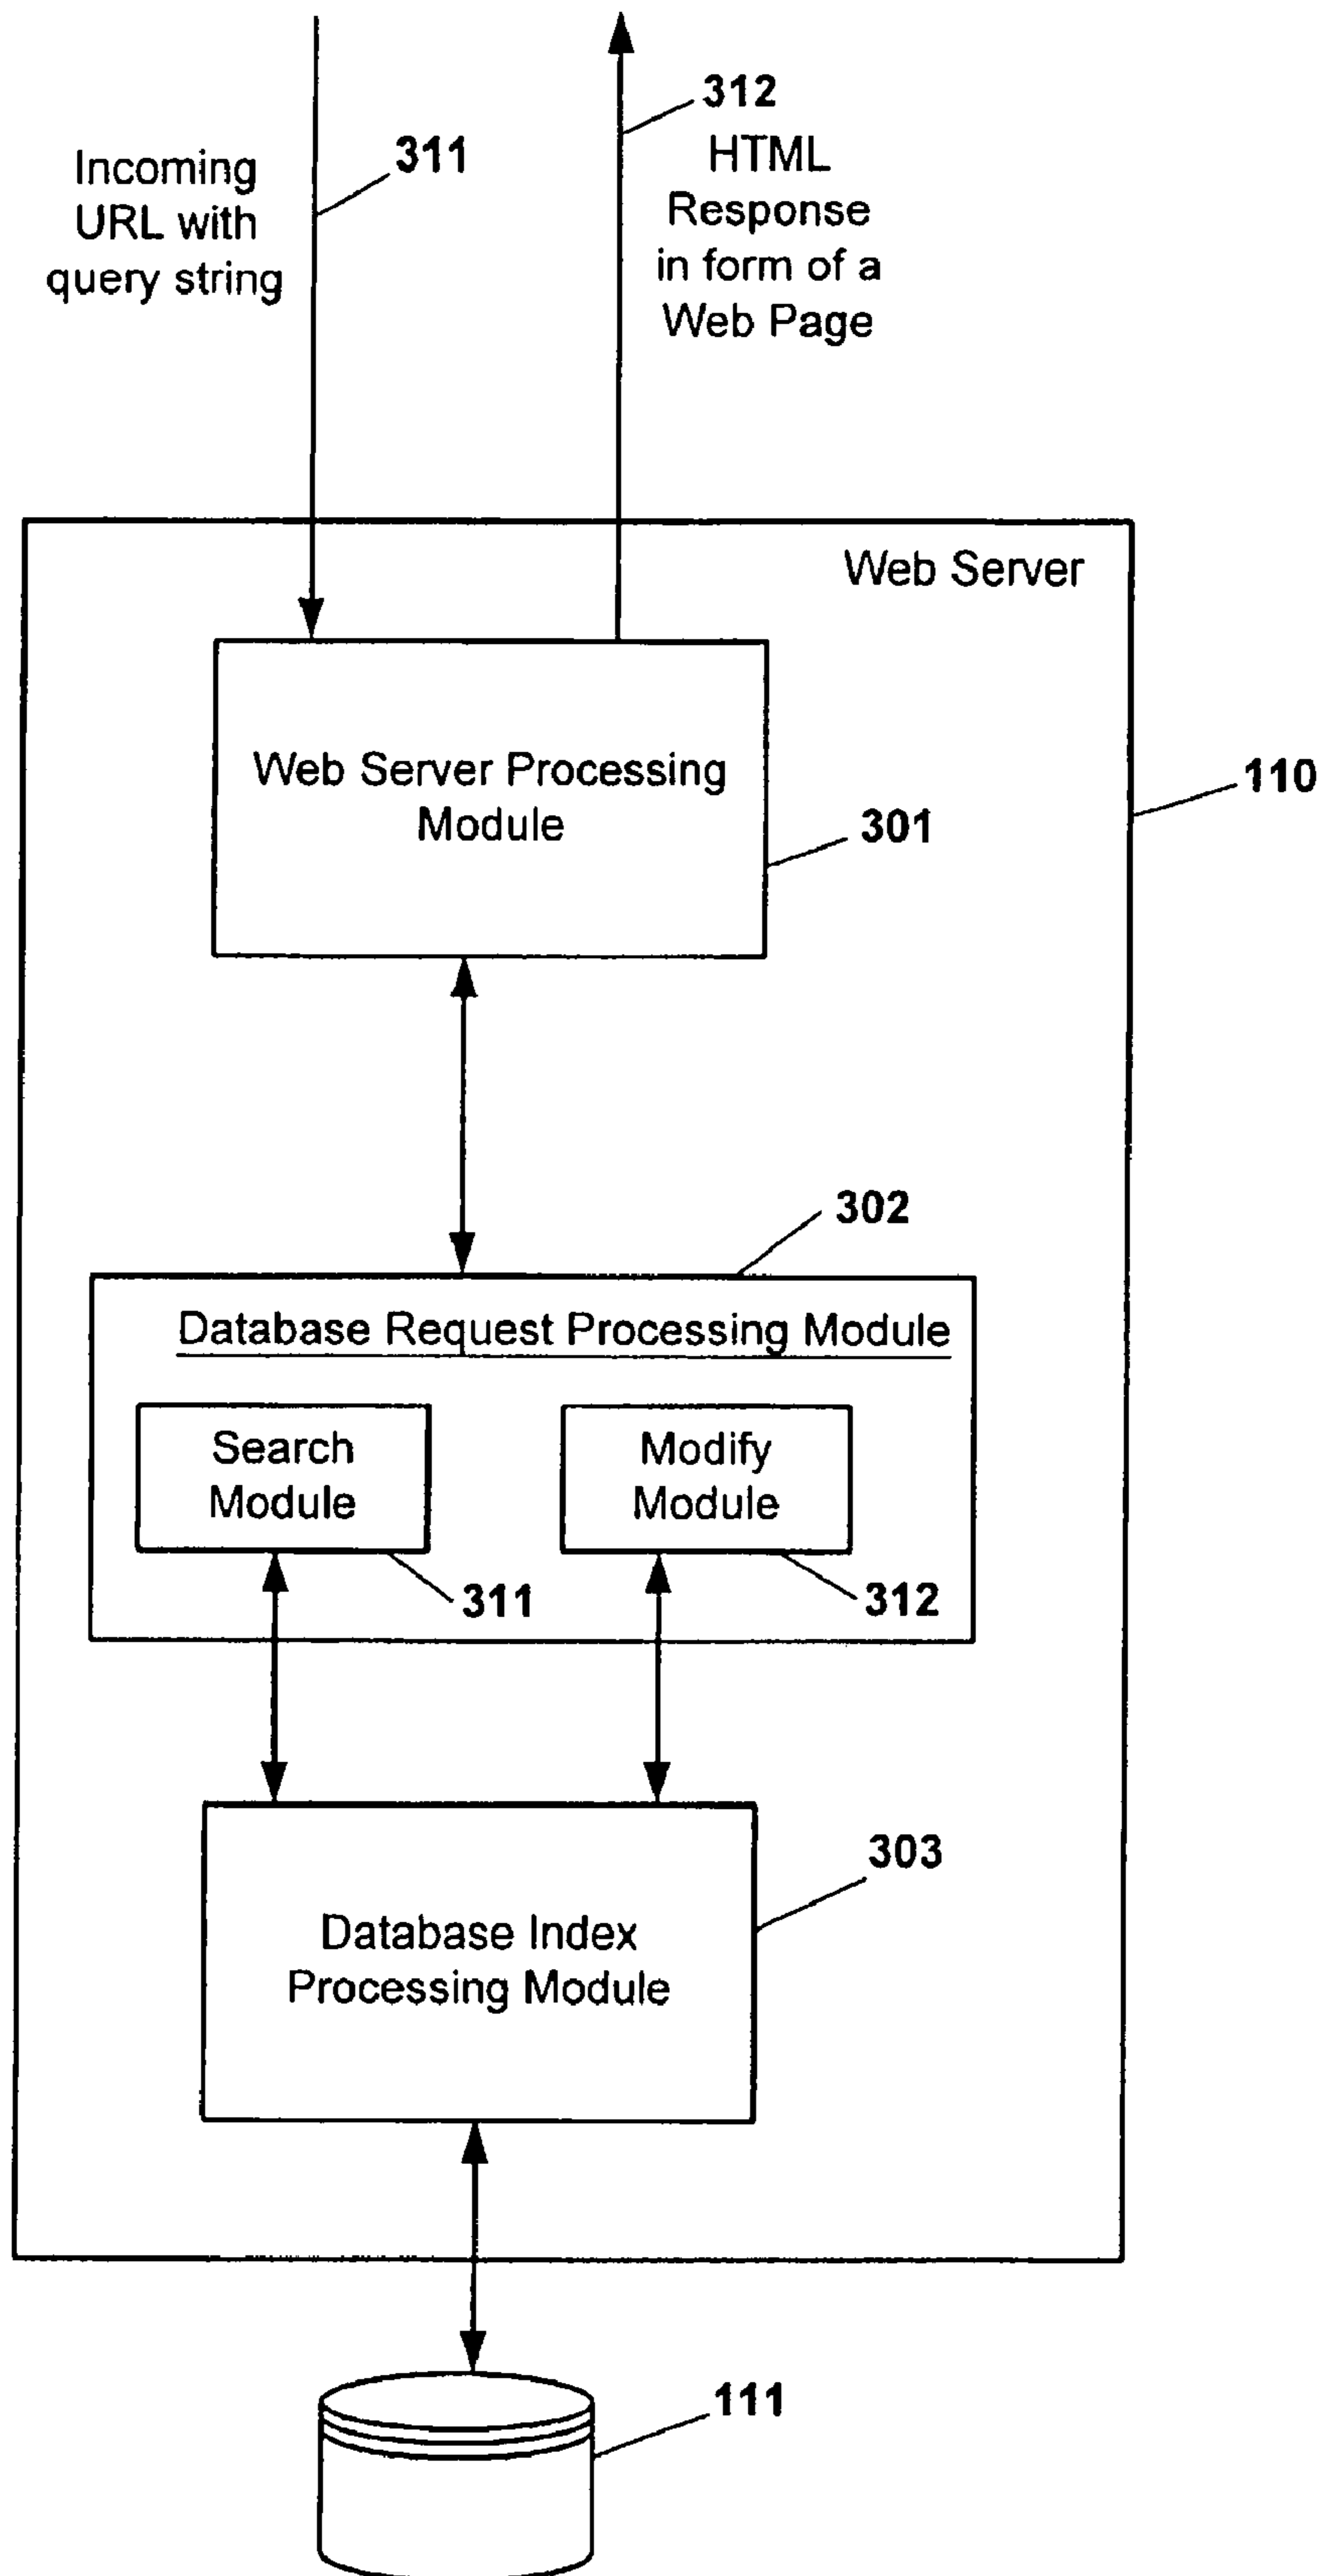 312
311
Incoming
URL with
query string
HTML
Response
in form of a
Web Page
Web Server
Web Server Processing
Module
110
301
302
Database Request Processing Module
Search
Module
Modify
Module
311
312
303
Database Index
Processing Module
111